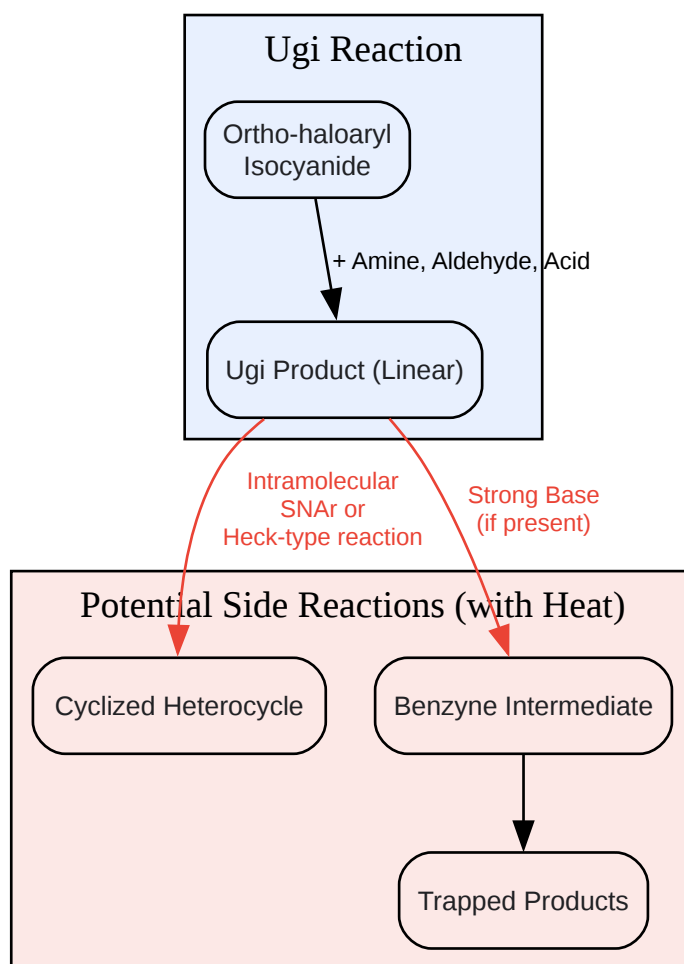 Ugi Reaction
Ortho-haloaryl
Isocyanide
+ Amine, Aldehyde, Acid
Ugi Product (Linear)
Intramolecular
SNAr or
Heck-type reaction
Strong Base
(if present)
Potential Side Reactions (with Heat)
Cyclized Heterocycle
Benzyne Intermediate
Trapped Products